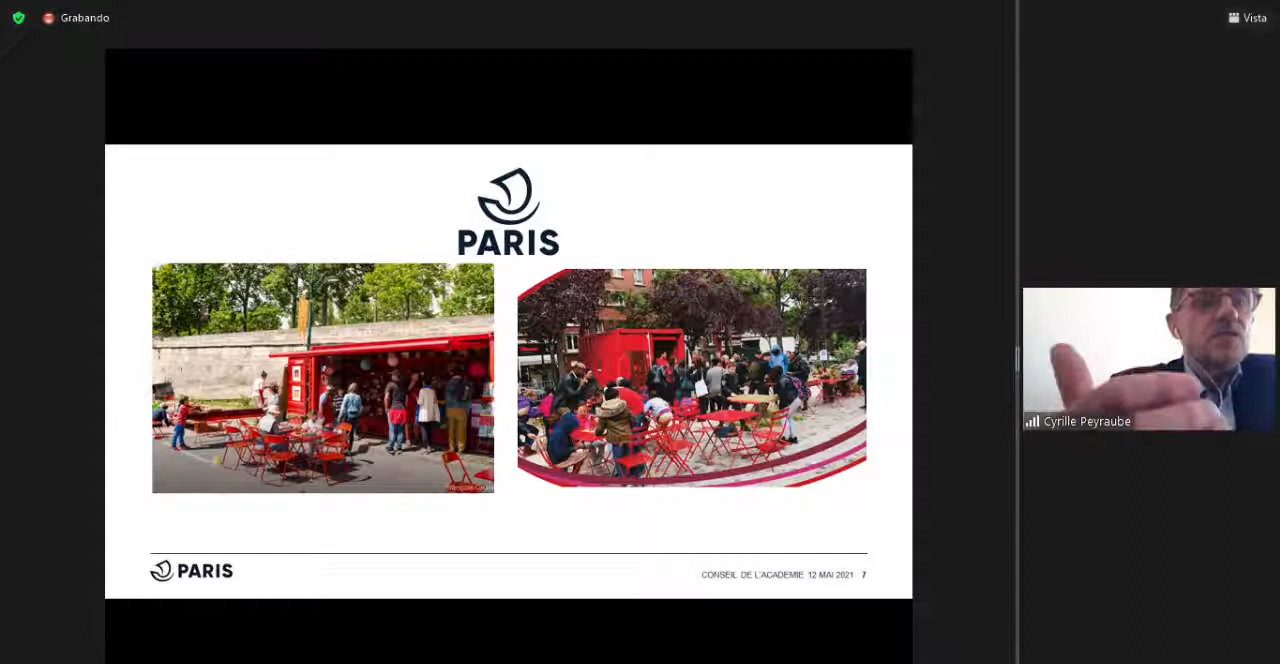 Grabando
Vista
PARIS
Cyrille Peyraube
PARIS
CONSEIL DE L'ACADEMIE 12 MAI 2021 7